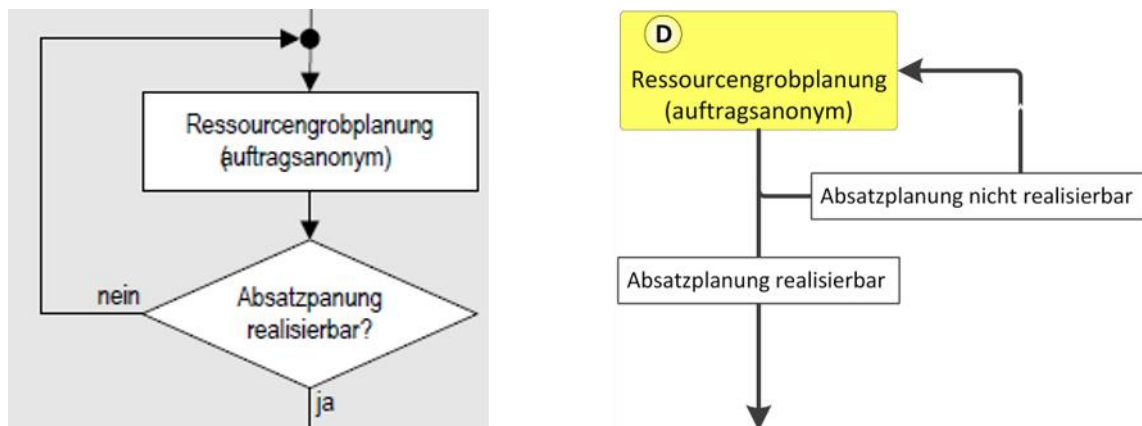 Ressourcengrobplanung
(auftragsanonym)
nein
Absatzpanung
realisierbar?
ja
D
Ressourcengrobplanung
(auftragsanonym)
Absatzplanung nicht realisierbar
Absatzplanung realisierbar